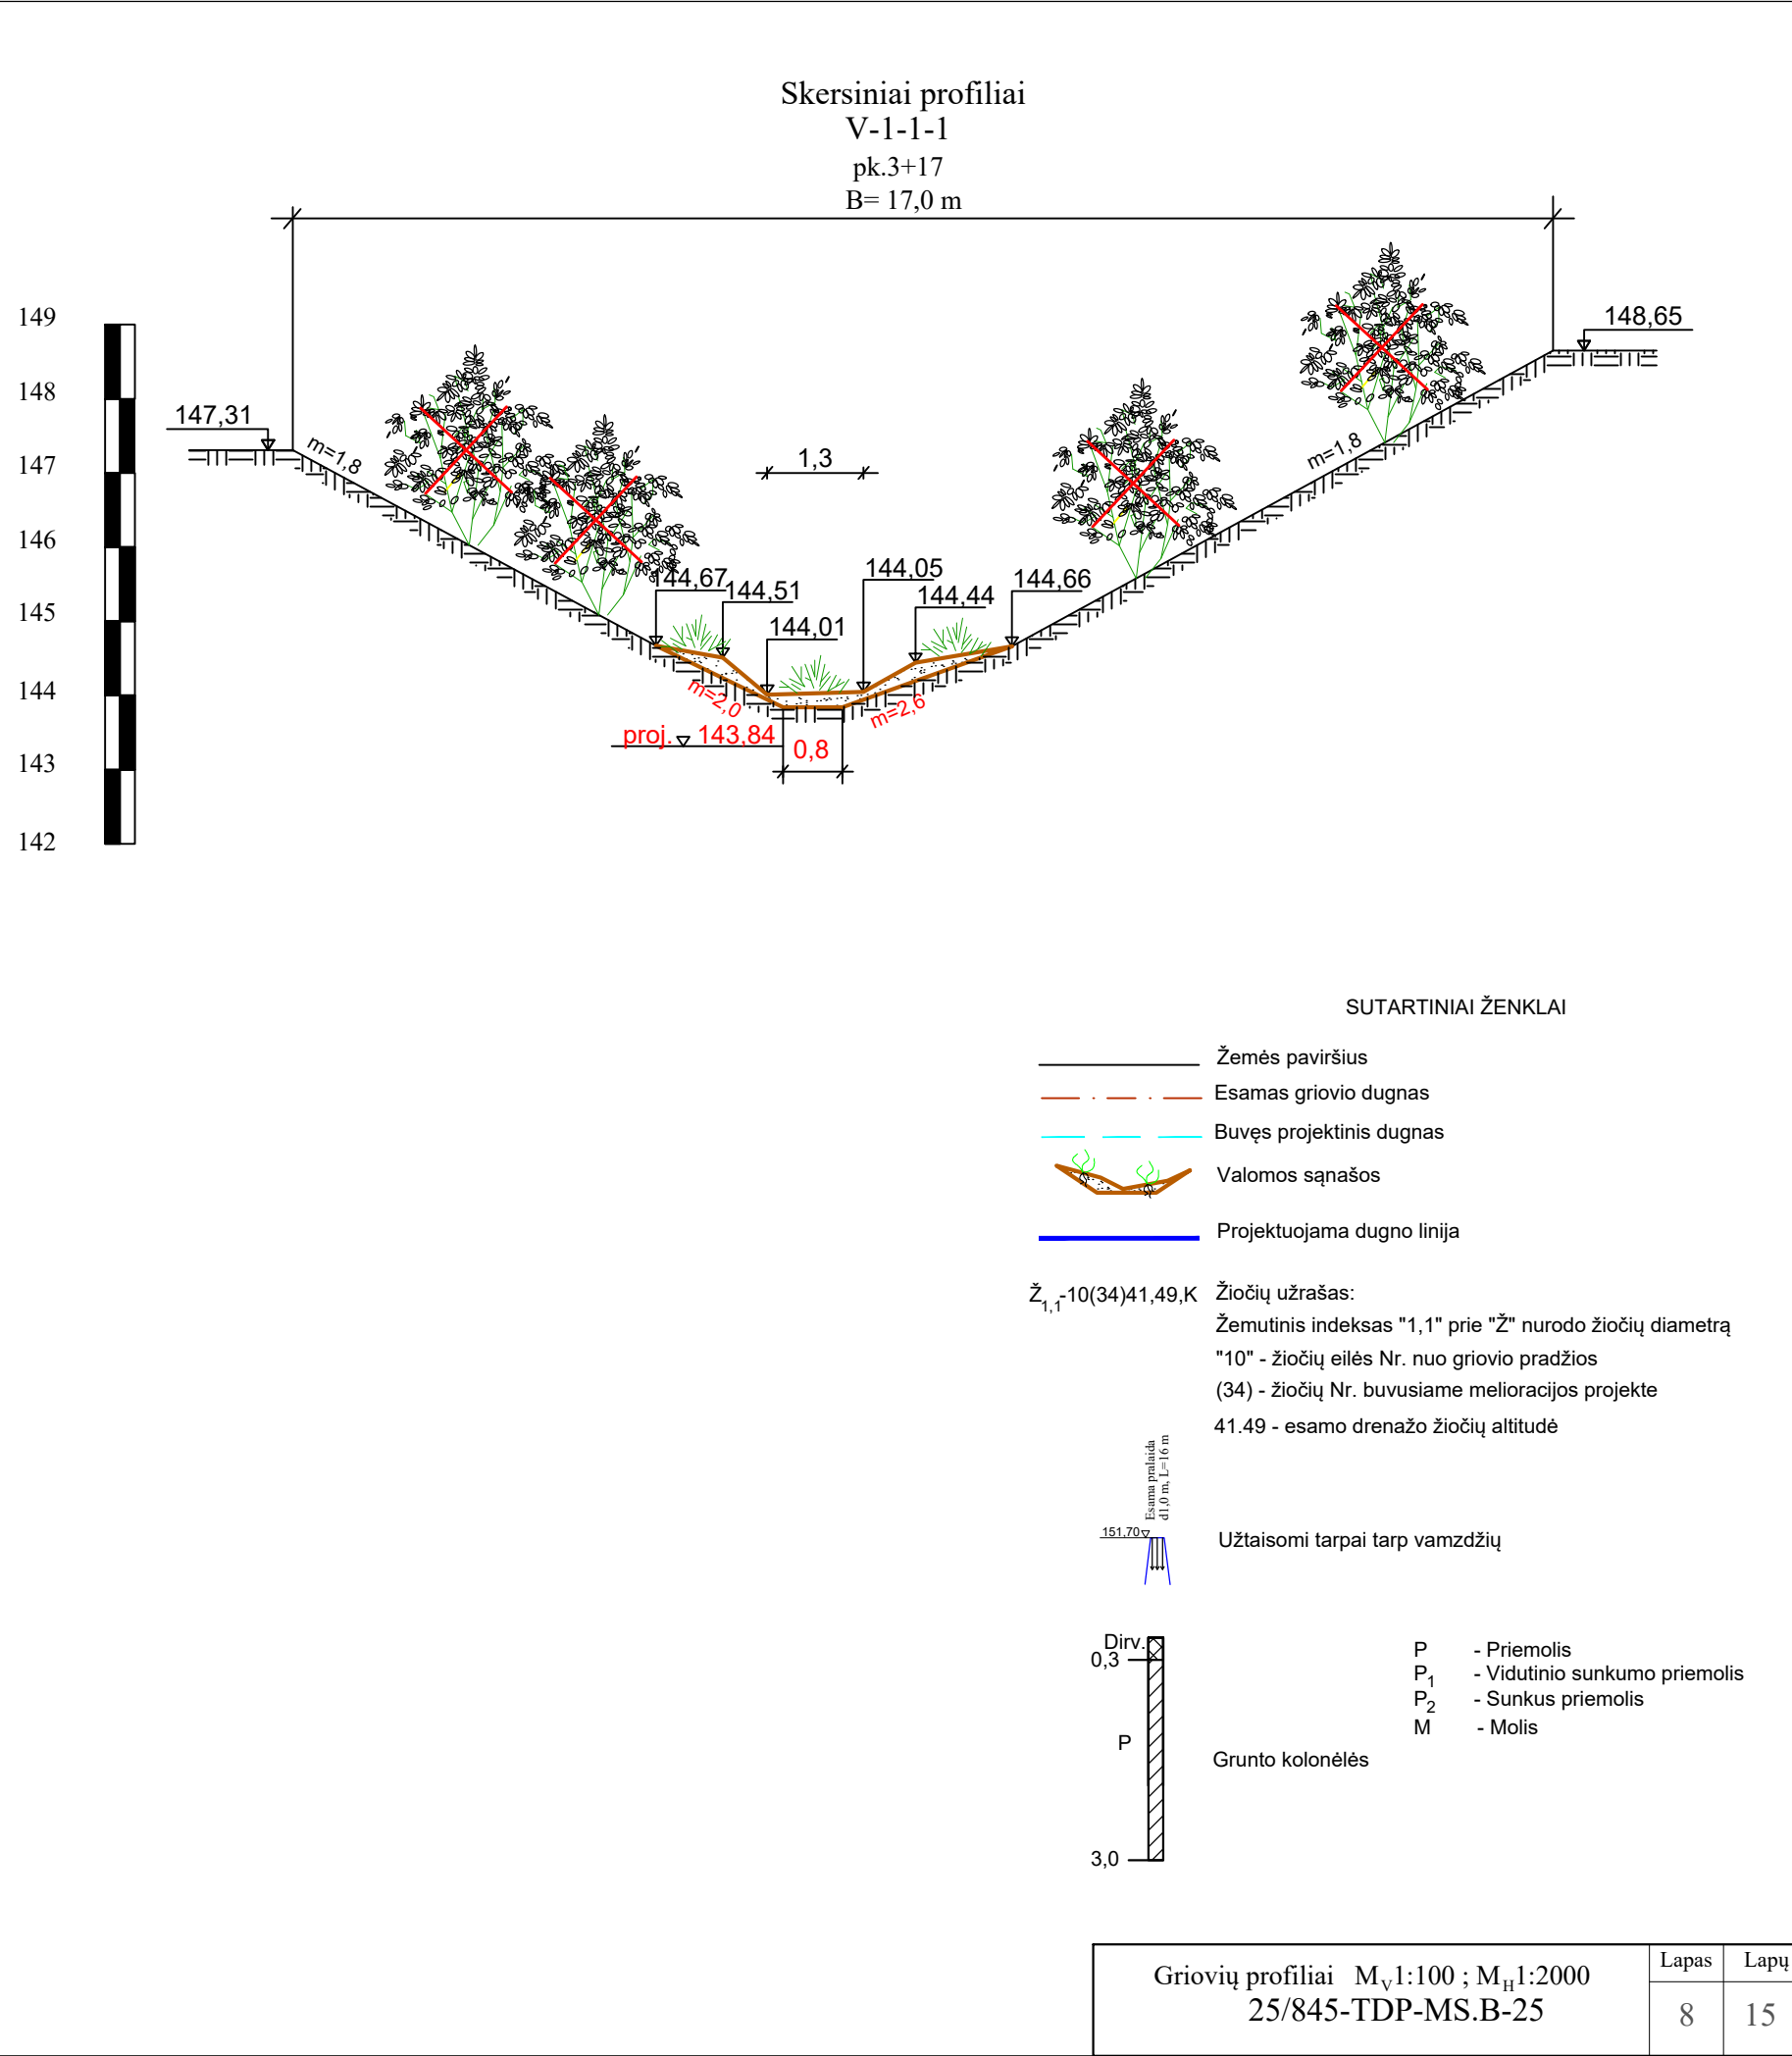 Skersiniai profiliai
V-1-1-1
pk.3+17
B= 17,0 m
149
148
147
146
145
144
143
142
147,31
148,65
m=1,8
m=1,8
1,3
144,67
144,51
144,01
144,05
144,44
144,66
m=2,0
m=2,6
proj. 143,84
0,8
SUTARTINIAI ŽENKLAI
Žemės paviršius
Esamas griovio dugnas
Buvęs projektinis dugnas
Valomos sąnašos
Projektuojama dugno linija
Ž1,1-10(34)41,49,K Žiočių užrašas:
Žemutinis indeksas "1,1" prie "Ž" nurodo žiočių diametrą
"10" - žiočių eilės Nr. nuo griovio pradžios
(34) - žiočių Nr. buvusiame melioracijos projekte
41.49 - esamo drenažo žiočių altitudė
Esama pralaida
d1,0 m, L=16 m
151,70
Užtaisomi tarpai tarp vamzdžių
Dirv.
0,3
P
3,0
Grunto kolonėlės
P - Priemolis
P1 - Vidutinio sunkumo priemolis
P2 - Sunkus priemolis
M - Molis
Griovių profiliai MV1:100 ; MH1:2000
25/845-TDP-MS.B-25
Lapas Lapų
8 15